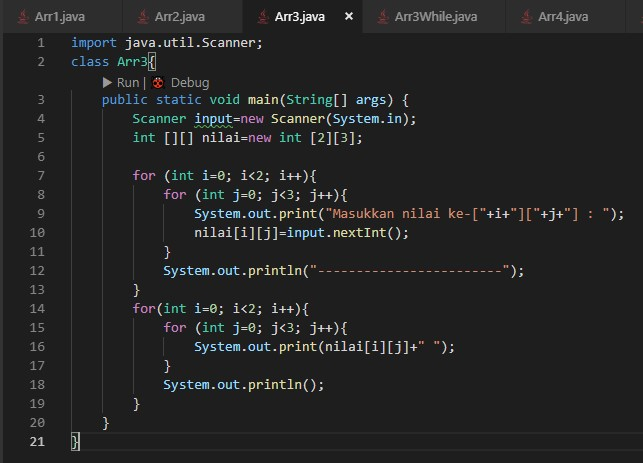 Arr1.java Arr2.java Arr3.java × Arr3While.java Arr4.java
1 import java.util.Scanner;
2 class Arr3{
Run | Debug
3 public static void main(String[] args) {
4 Scanner input=new Scanner(System.in);
5 int [][] nilai=new int [2][3];
6
7 for (int i=0; i<2; i++){
8 for (int j=0; j<3; j++){
9 System.out.print("Masukkan nilai ke-["+i+"]["+j+"] : ");
10 nilai[i][j]=input.nextInt();
11 }
12 System.out.println("------------------------");
13 }
14 for(int i=0; i<2; i++){
15 for (int j=0; j<3; j++){
16 System.out.print(nilai[i][j]+" ");
17 }
18 System.out.println();
19 }
20 }
21 }